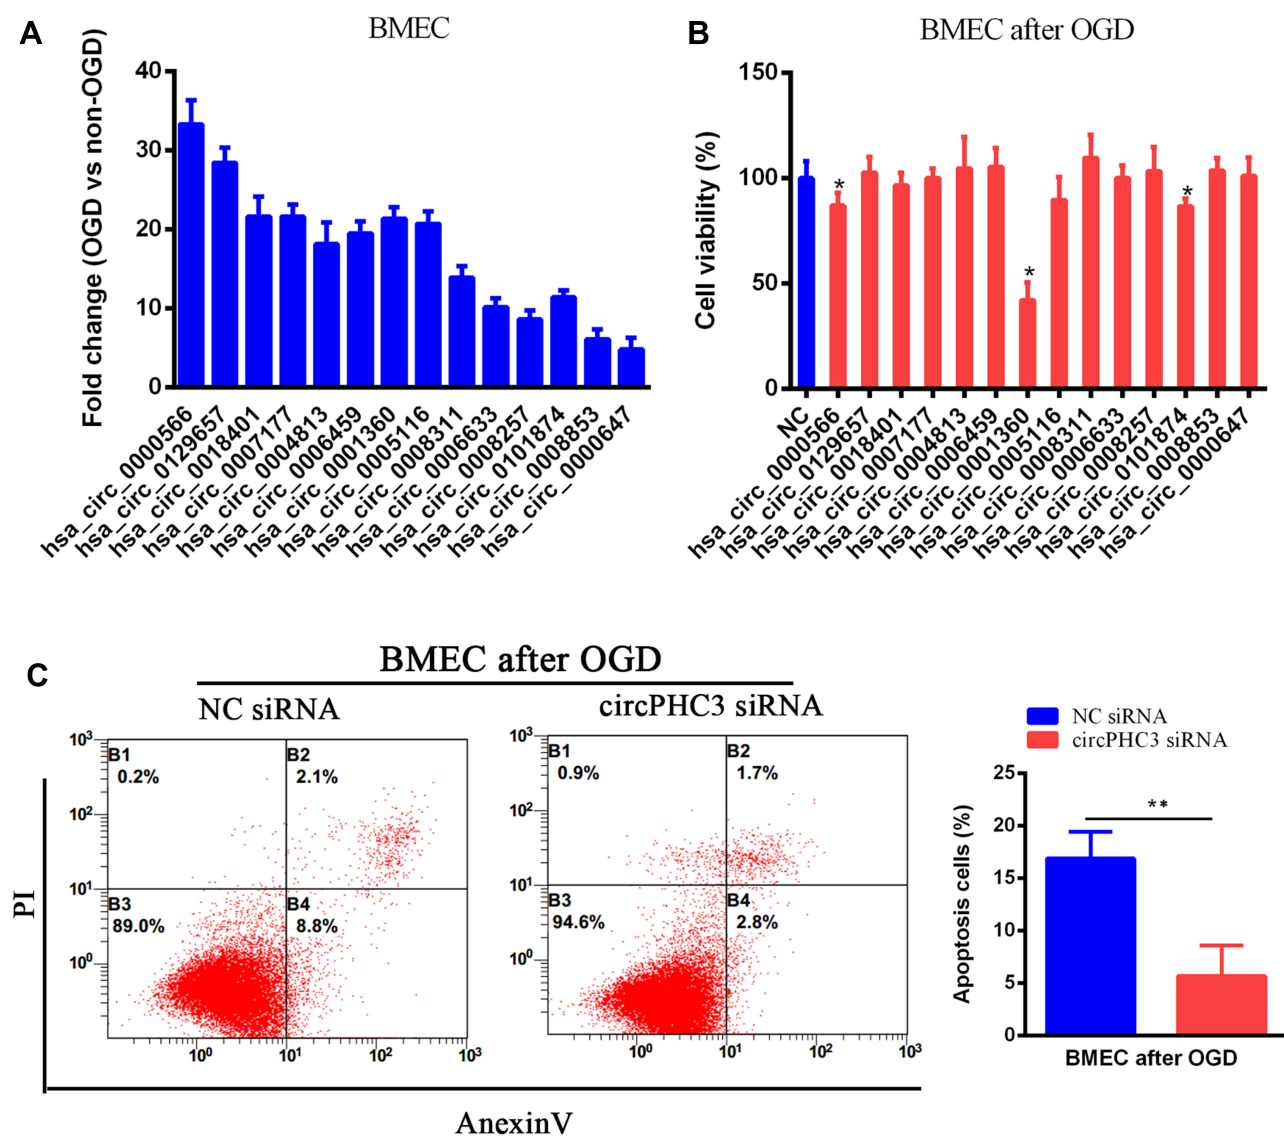 A
BMEC
Fold change (OGD vs non-OGD)
40
30
20
10
0
hsa_circ_0000566
hsa_circ_0129657
hsa_circ_0018401
hsa_circ_0007177
hsa_circ_0004813
hsa_circ_0006459
hsa_circ_0001360
hsa_circ_0005116
hsa_circ_0008311
hsa_circ_0006633
hsa_circ_0008257
hsa_circ_0101874
hsa_circ_0008853
hsa_circ_0000647
B
BMEC after OGD
Cell viability (%)
150
100
50
0
*
*
*
NC
hsa_circ_0000566
hsa_circ_0129657
hsa_circ_0018401
hsa_circ_0007177
hsa_circ_0004813
hsa_circ_0006459
hsa_circ_0001360
hsa_circ_0005116
hsa_circ_0008311
hsa_circ_0006633
hsa_circ_0008257
hsa_circ_0101874
hsa_circ_0008853
hsa_circ_0000647
C
BMEC after OGD
NC siRNA
circPHC3 siRNA
PI
10³
10²
10¹
10⁰
B1
0.2%
B2
2.1%
B3
89.0%
B4
8.8%
10⁰ 10¹ 10² 10³
10³
10²
10¹
10⁰
B1
0.9%
B2
1.7%
B3
94.6%
B4
2.8%
10⁰ 10¹ 10² 10³
AnexinV
NC siRNA
circPHC3 siRNA
Apoptosis cells (%)
25
20
15
10
5
0
**
BMEC after OGD